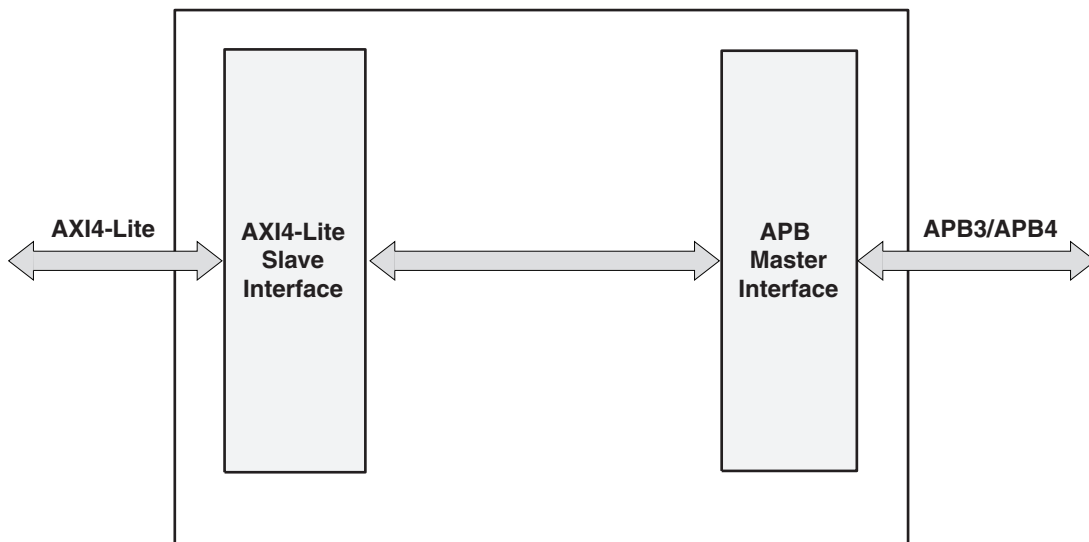 AXI4-Lite
AXI4-Lite
Slave
Interface
APB
Master
Interface
APB3/APB4